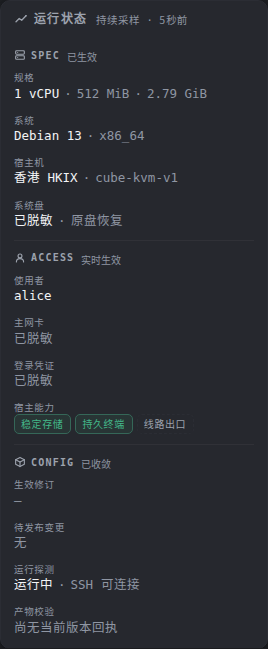 运行状态 持续采样 · 5秒前
SPEC 已生效
规格
1 vCPU · 512 MiB · 2.79 GiB
系统
Debian 13 · x86_64
宿主机
香港 HKIX · cube-kvm-v1
系统盘
已脱敏 · 原盘恢复
ACCESS 实时生效
使用者
alice
主网卡
已脱敏
登录凭证
已脱敏
宿主能力
稳定存储 持久终端 线路出口
CONFIG 已收敛
生效修订
—
待发布变更
无
运行探测
运行中 · SSH 可连接
产物校验
尚无当前版本回执